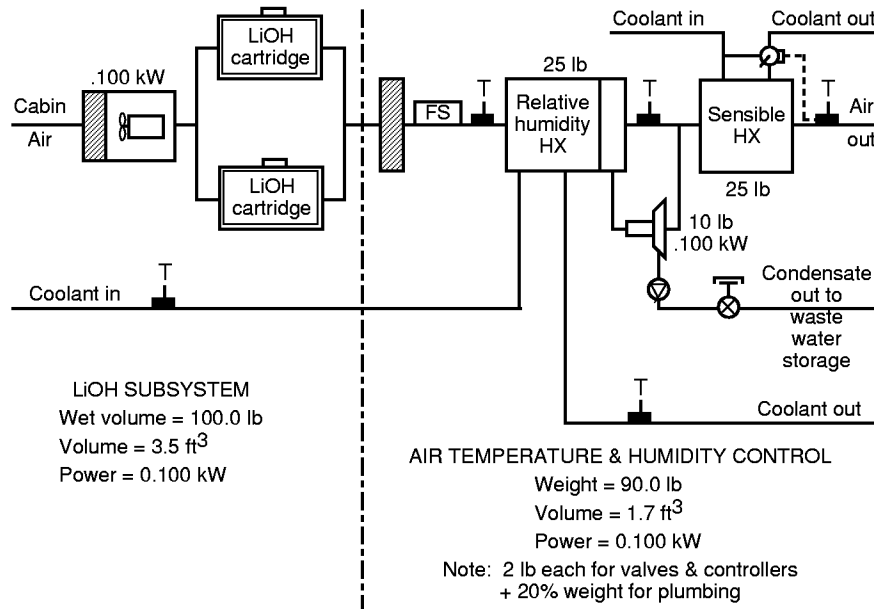 Coolant in
Coolant out
LiOH
cartridge
.100 kW
25 lb
T
T
T
Cabin
Air
FS
Relative
humidity
HX
Sensible
HX
Air
out
LiOH
cartridge
25 lb
10 lb
.100 kW
T
Coolant in
Condensate
out to
waste
water
storage
T
Coolant out
LiOH SUBSYSTEM
Wet volume = 100.0 lb
Volume = 3.5 ft³
Power = 0.100 kW
AIR TEMPERATURE & HUMIDITY CONTROL
Weight = 90.0 lb
Volume = 1.7 ft³
Power = 0.100 kW
Note: 2 lb each for valves & controllers
+ 20% weight for plumbing